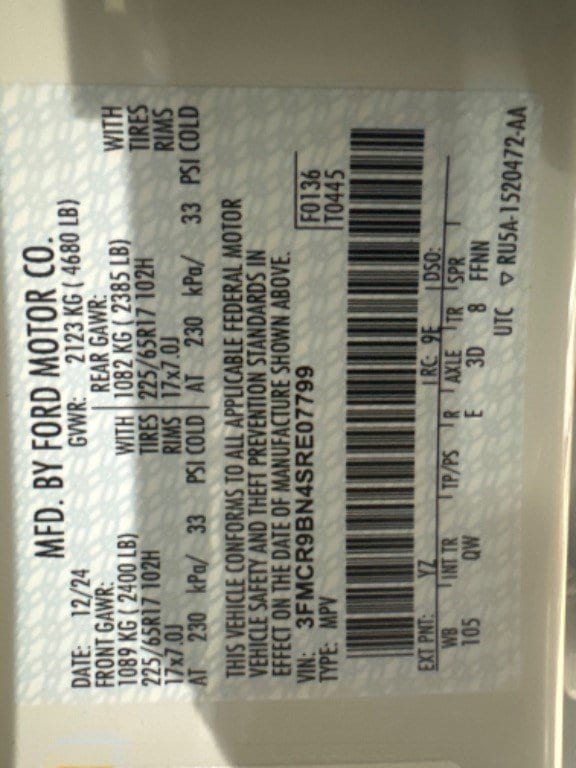 MFD. BY FORD MOTOR CO.
DATE: 12/24 GVWR: 2123 KG ( 4680 LB)
FRONT GAWR: REAR GAWR:
1089 KG ( 2400 LB) WITH 1082 KG ( 2385 LB) WITH
225/65R17 102H TIRES 225/65R17 102H TIRES
17x7.0J RIMS 17x7.0J RIMS
AT 230 kPa/ 33 PSI COLD AT 230 kPa/ 33 PSI COLD
THIS VEHICLE CONFORMS TO ALL APPLICABLE FEDERAL MOTOR
VEHICLE SAFETY AND THEFT PREVENTION STANDARDS IN
EFFECT ON THE DATE OF MANUFACTURE SHOWN ABOVE.
VIN: 3FMCR9BN4SRE07799 F0136
TYPE: MPV T0445
EXT PNT: YZ RC: 9E DSO:
WB INT TR TP/PS R AXLE TR SPR
105 QW E 3D 8 FFNN
UTC ▽ RU5A-1520472-AA